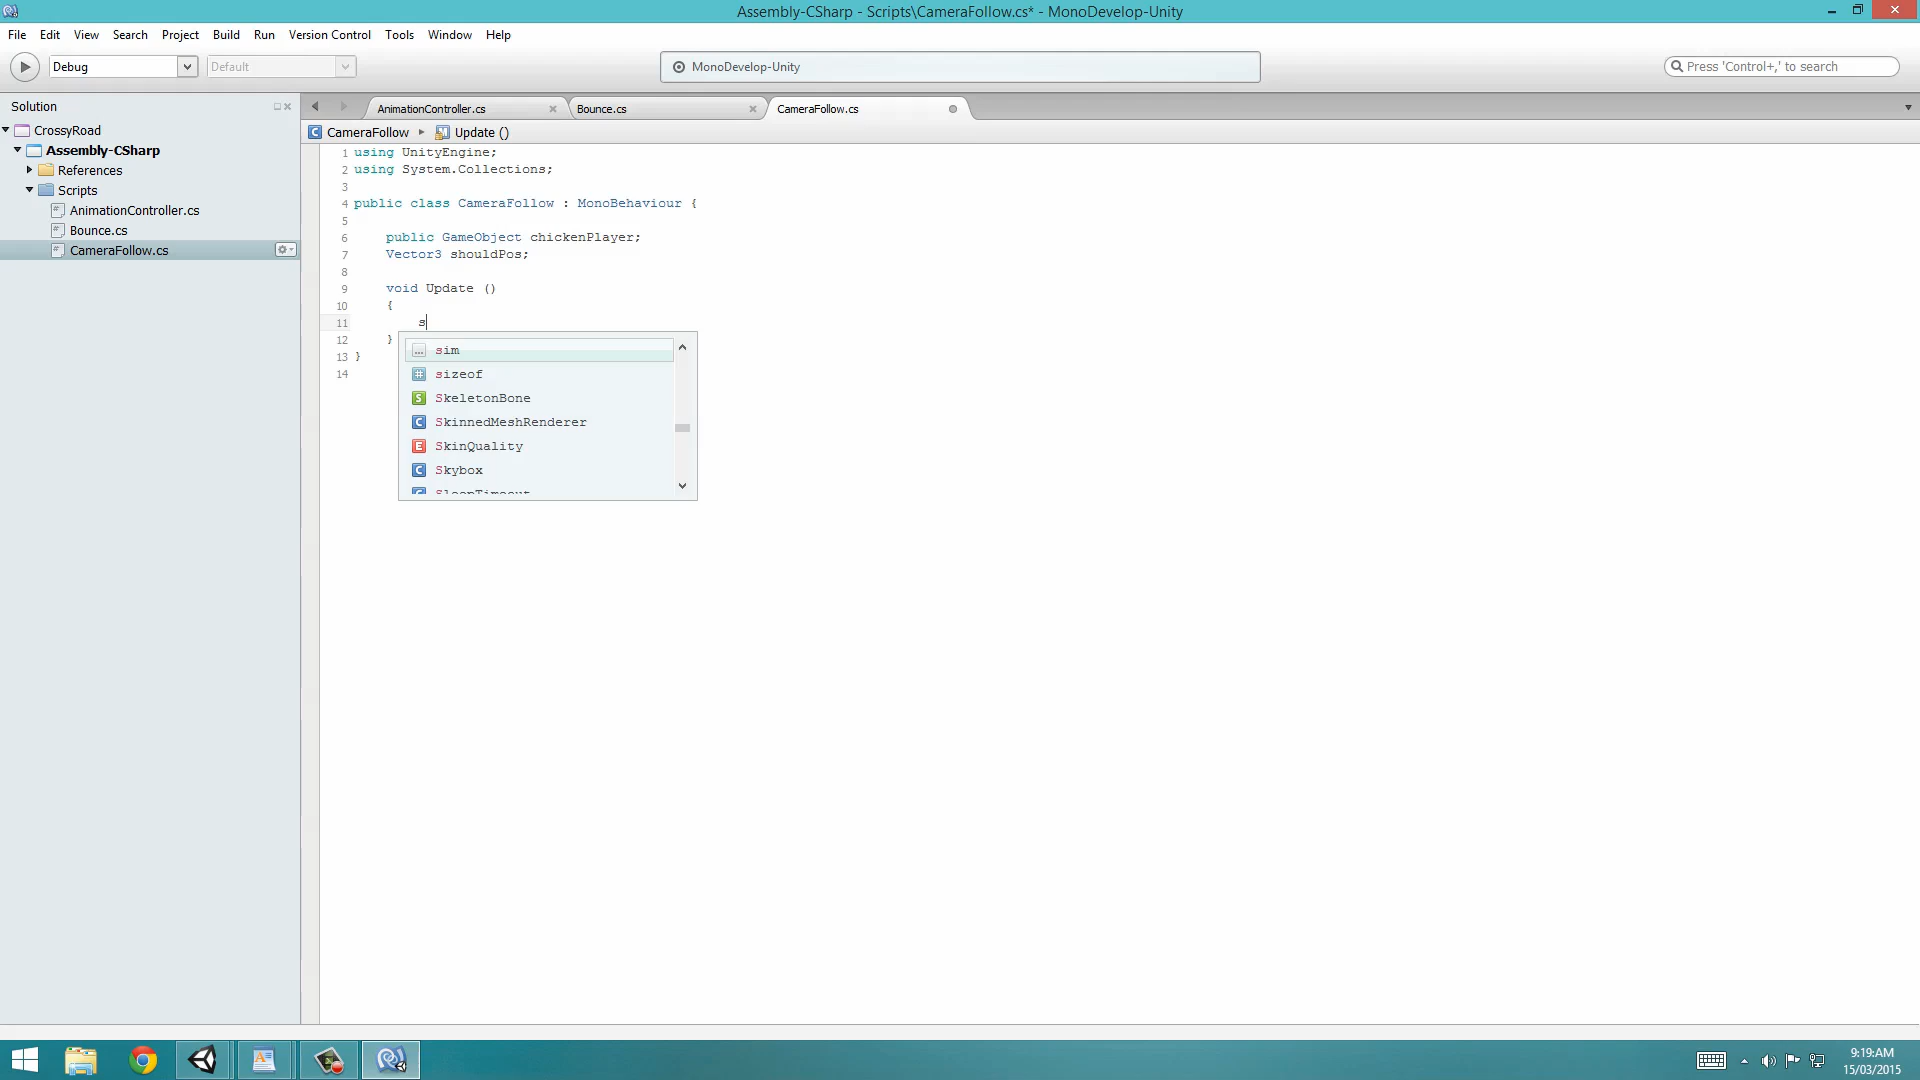 Assembly-CSharp - Scripts\CameraFollow.cs* - MonoDevelop-Unity
File Edit View Search Project Build Run Version Control Tools Window Help
Debug Default MonoDevelop-Unity Press 'Control+,' to search
Solution
CrossyRoad
Assembly-CSharp
References
Scripts
AnimationController.cs
Bounce.cs
CameraFollow.cs
AnimationController.cs Bounce.cs CameraFollow.cs
CameraFollow Update ()
1 using UnityEngine;
2 using System.Collections;
3
4 public class CameraFollow : MonoBehaviour {
5
6 public GameObject chickenPlayer;
7 Vector3 shouldPos;
8
9 void Update ()
10 {
11 s
12 }
13 }
14
sim
sizeof
SkeletonBone
SkinnedMeshRenderer
SkinQuality
Skybox
SleepTimeout
9:19 AM
15/03/2015